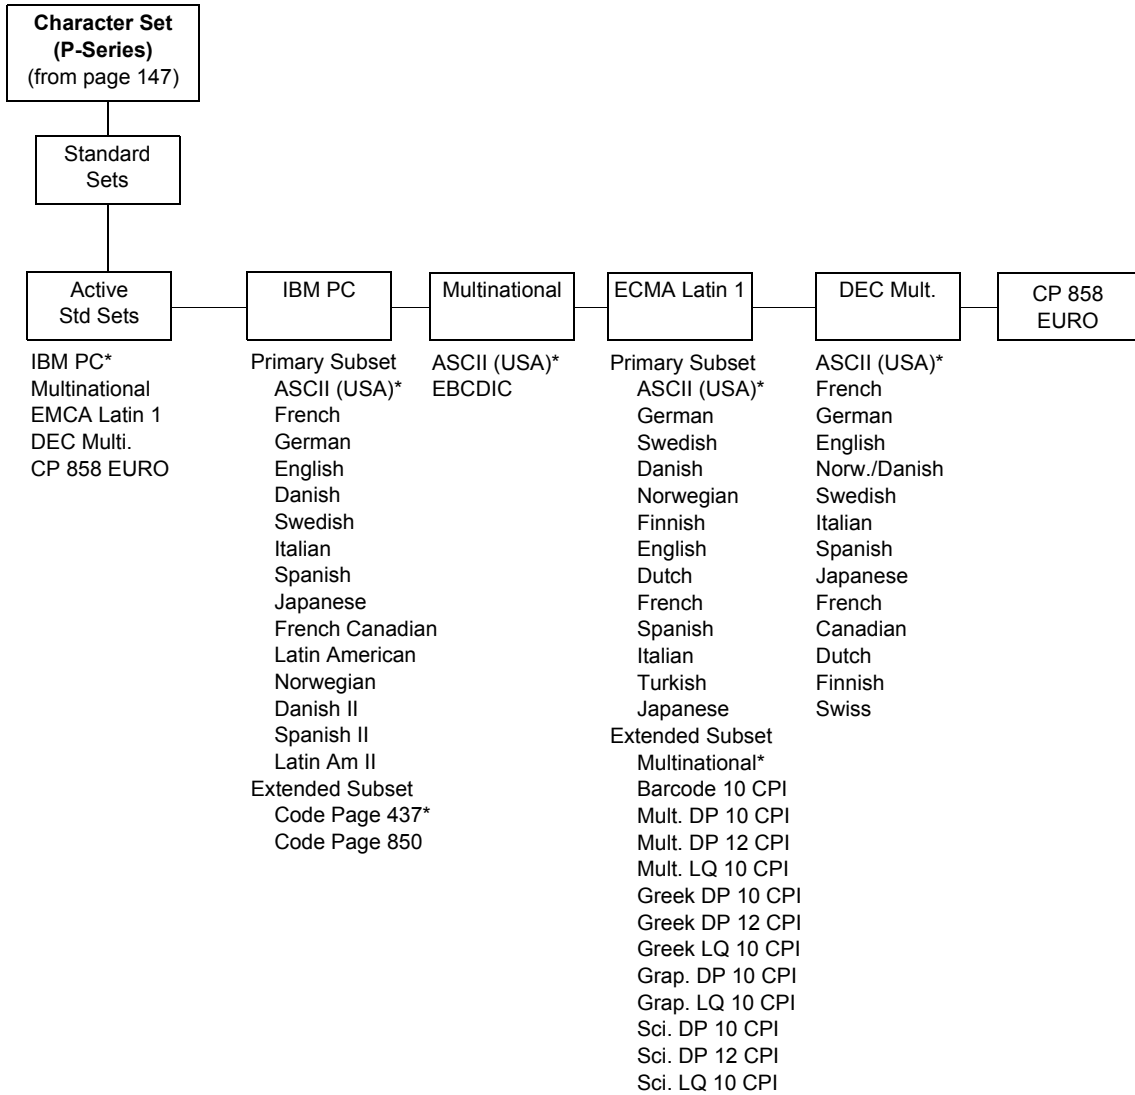 Character Set
(P-Series)
(from page 147)
Standard
Sets
Active
Std Sets
IBM PC*
Multinational
EMCA Latin 1
DEC Multi.
CP 858 EURO
IBM PC
Primary Subset
ASCII (USA)*
French
German
English
Danish
Swedish
Italian
Spanish
Japanese
French Canadian
Latin American
Norwegian
Danish II
Spanish II
Latin Am II
Extended Subset
Code Page 437*
Code Page 850
Multinational
ASCII (USA)*
EBCDIC
ECMA Latin 1
Primary Subset
ASCII (USA)*
German
Swedish
Danish
Norwegian
Finnish
English
Dutch
French
Spanish
Italian
Turkish
Japanese
Extended Subset
Multinational*
Barcode 10 CPI
Mult. DP 10 CPI
Mult. DP 12 CPI
Mult. LQ 10 CPI
Greek DP 10 CPI
Greek DP 12 CPI
Greek LQ 10 CPI
Grap. DP 10 CPI
Grap. LQ 10 CPI
Sci. DP 10 CPI
Sci. DP 12 CPI
Sci. LQ 10 CPI
DEC Mult.
ASCII (USA)*
French
German
English
Norw./Danish
Swedish
Italian
Spanish
Japanese
French
Canadian
Dutch
Finnish
Swiss
CP 858
EURO